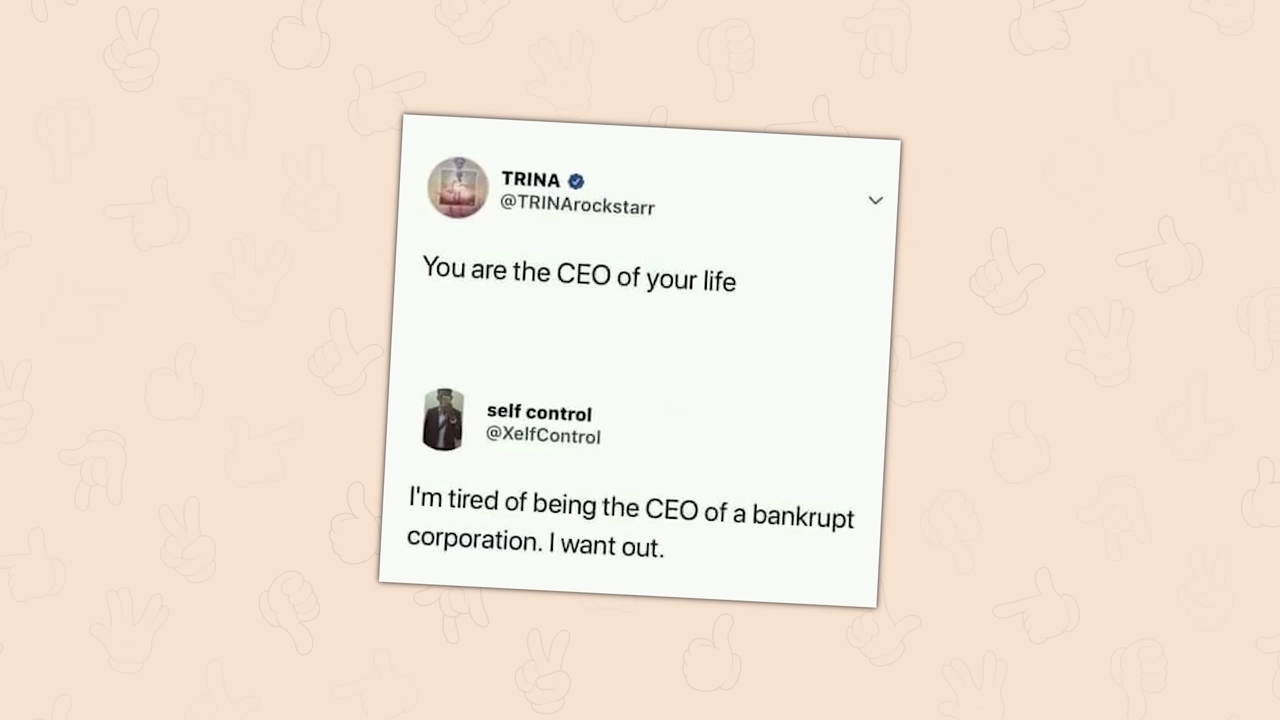 TRINA
@TRINArockstarr
You are the CEO of your life
self control
@XelfControl
I'm tired of being the CEO of a bankrupt
corporation. I want out.